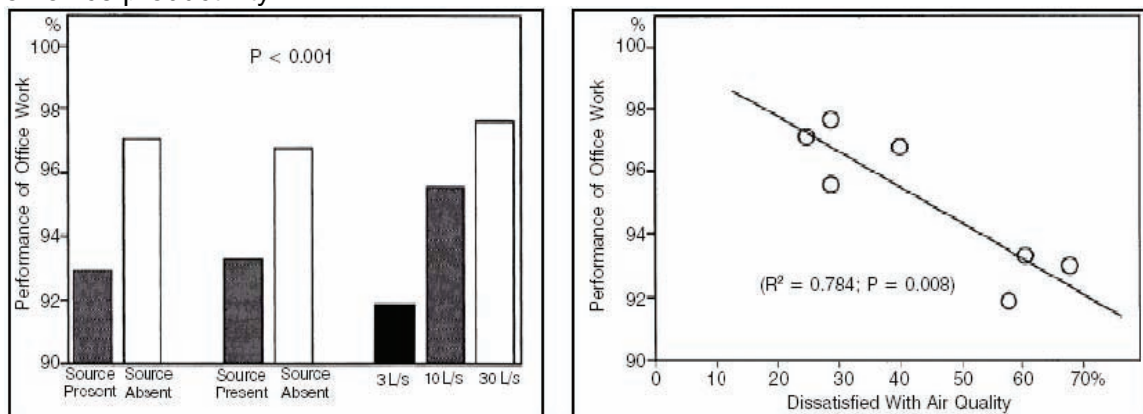 %
100
P < 0.001
98
96
94
92
90
Performance of Office Work
Source Present
Source Absent
Source Present
Source Absent
3 L/s
10 L/s
30 L/s
%
100
98
96
94
92
90
Performance of Office Work
(R² = 0.784; P = 0.008)
0
10
20
30
40
50
60
70%
Dissatisfied With Air Quality